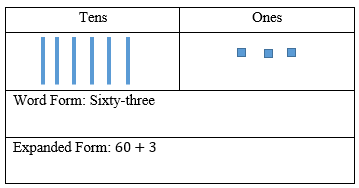 Tens Ones
Word Form: Sixty-three
Expanded Form: 60 + 3